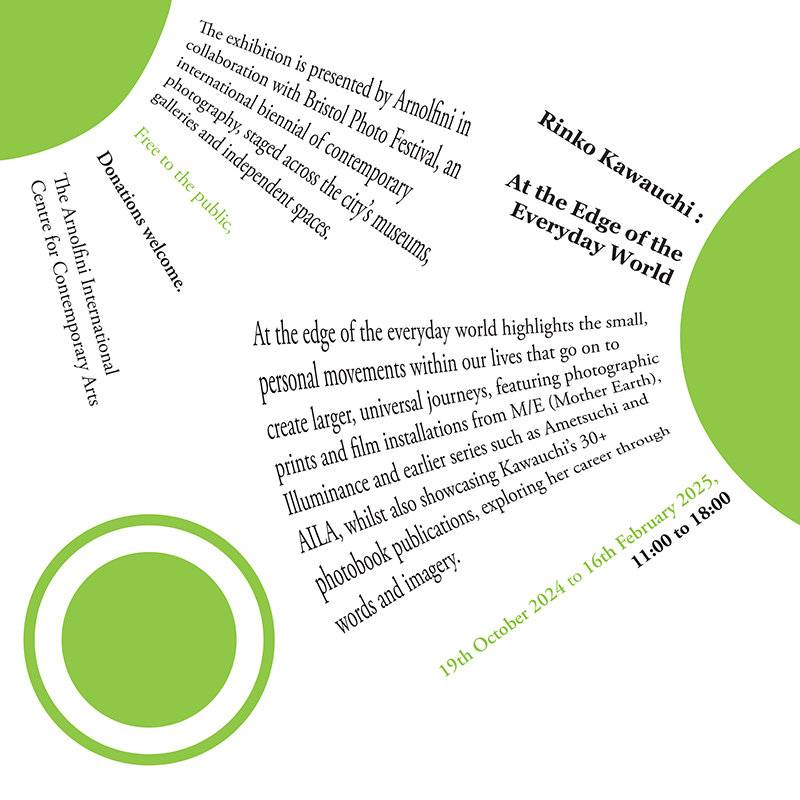 The exhibition is presented by Arnolfini in
collaboration with Bristol Photo Festival, an
international biennial of contemporary
photography, staged across the city's museums,
galleries and independent spaces.
Free to the public,
Donations welcome.
The Arnolfini International
Centre for Contemporary Arts
Rinko Kawauchi :
At the Edge of the
Everyday World
At the edge of the everyday world highlights the small,
personal movements within our lives that go on to
create larger, universal journeys, featuring photographic
prints and film installations from M/E (Mother Earth),
Illuminance and earlier series such as Ametsuchi and
AILA, whilst also showcasing Kawauchi's 30+
photobook publications, exploring her career through
words and imagery.
19th October 2024 to 16th February 2025,
11:00 to 18:00